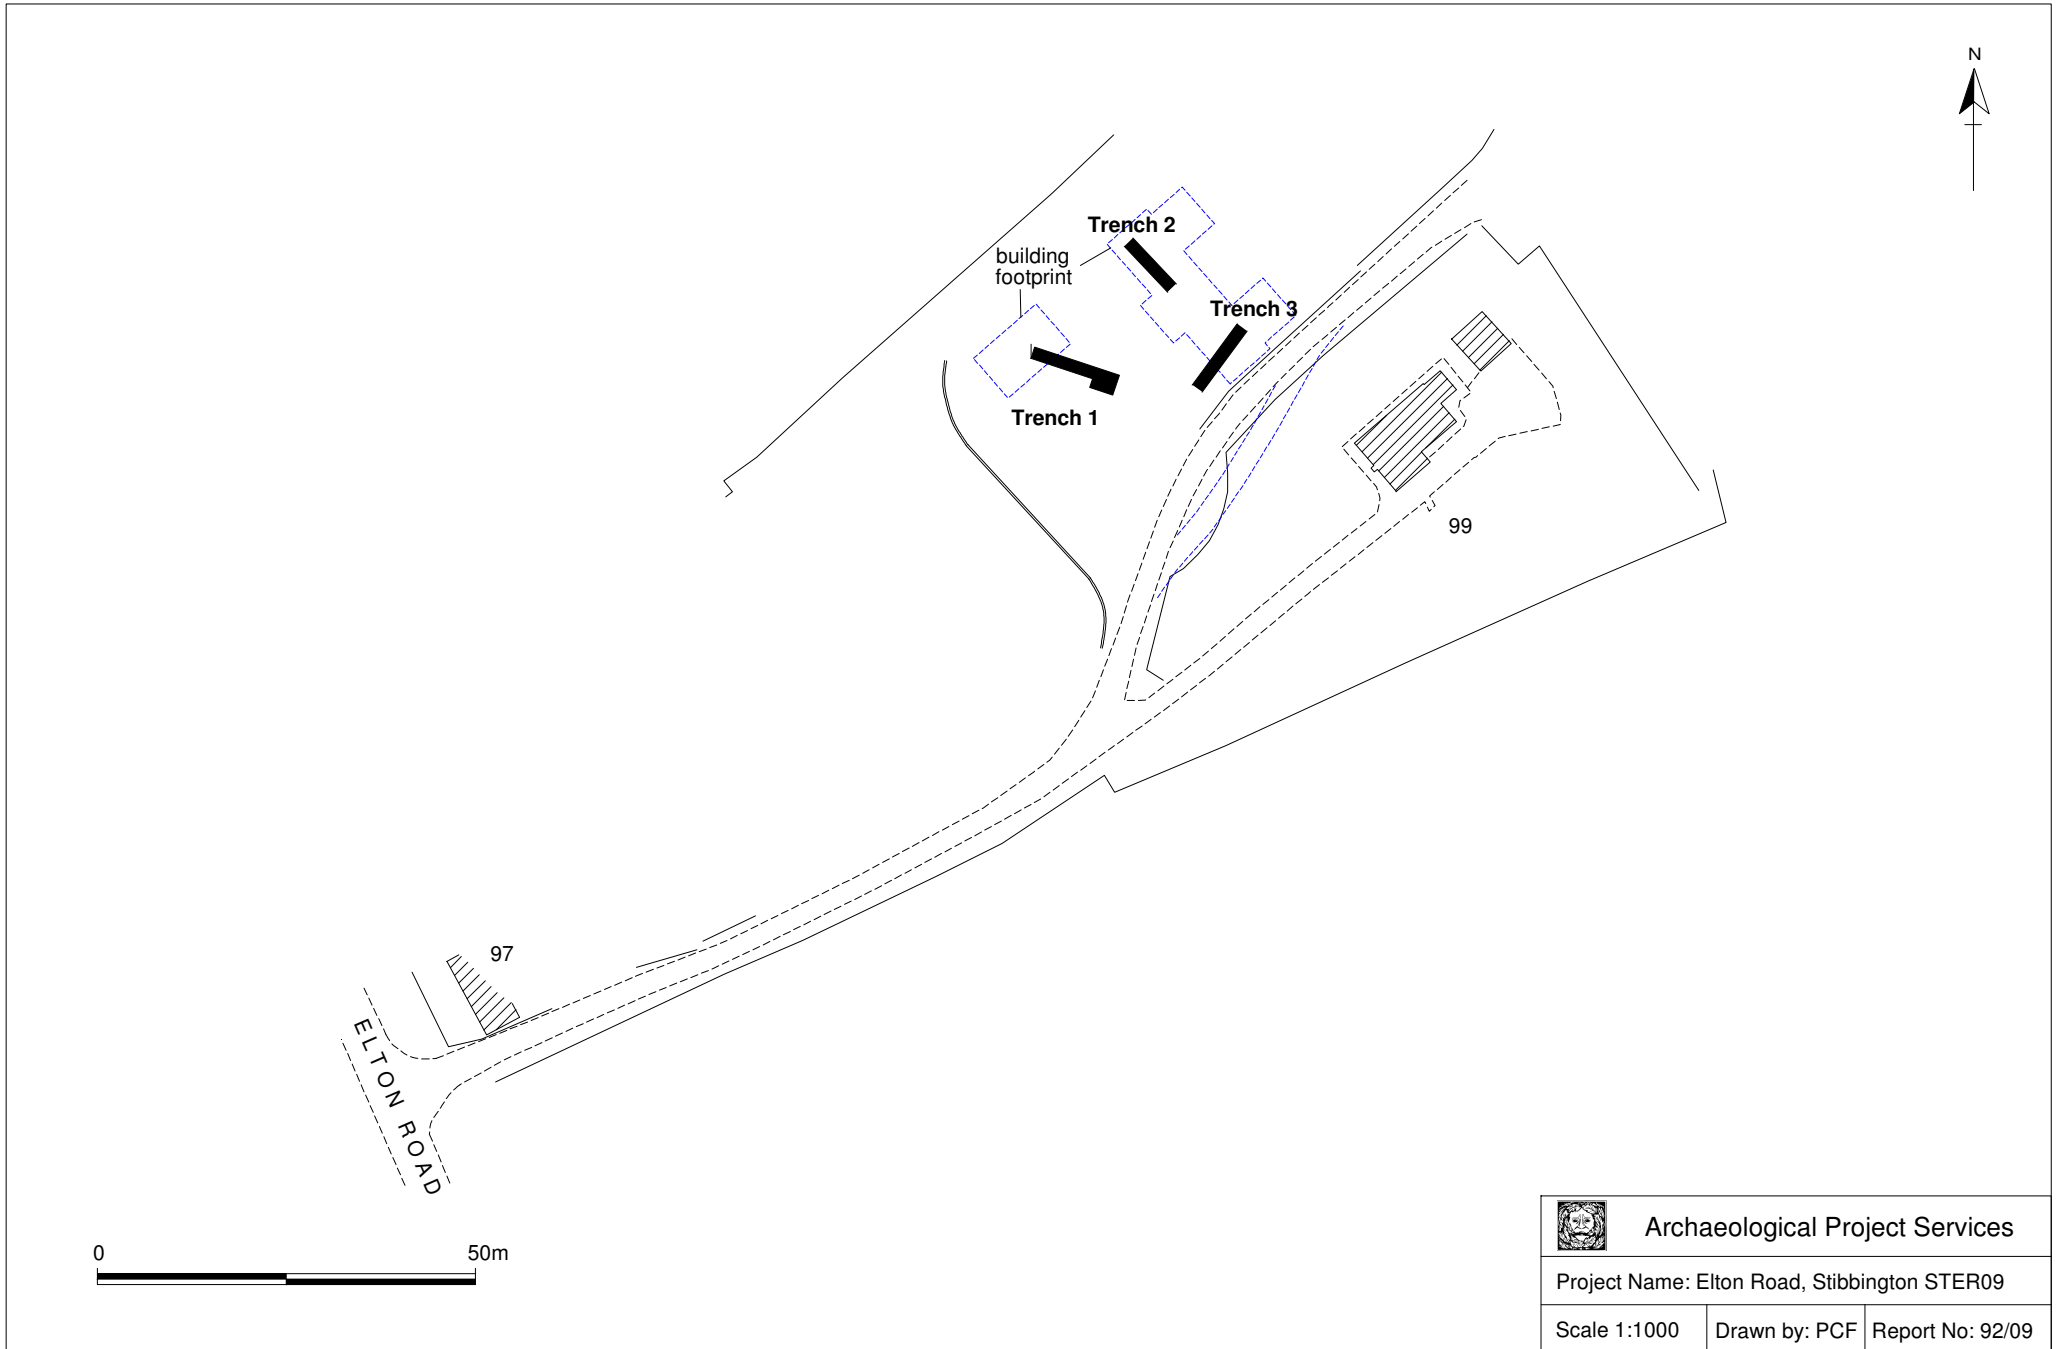 N
Trench 2
building
footprint
Trench 3
Trench 1
99
97
ELTON ROAD
0 50m
Archaeological Project Services
Project Name: Elton Road, Stibbington STER09
Scale 1:1000 Drawn by: PCF Report No: 92/09